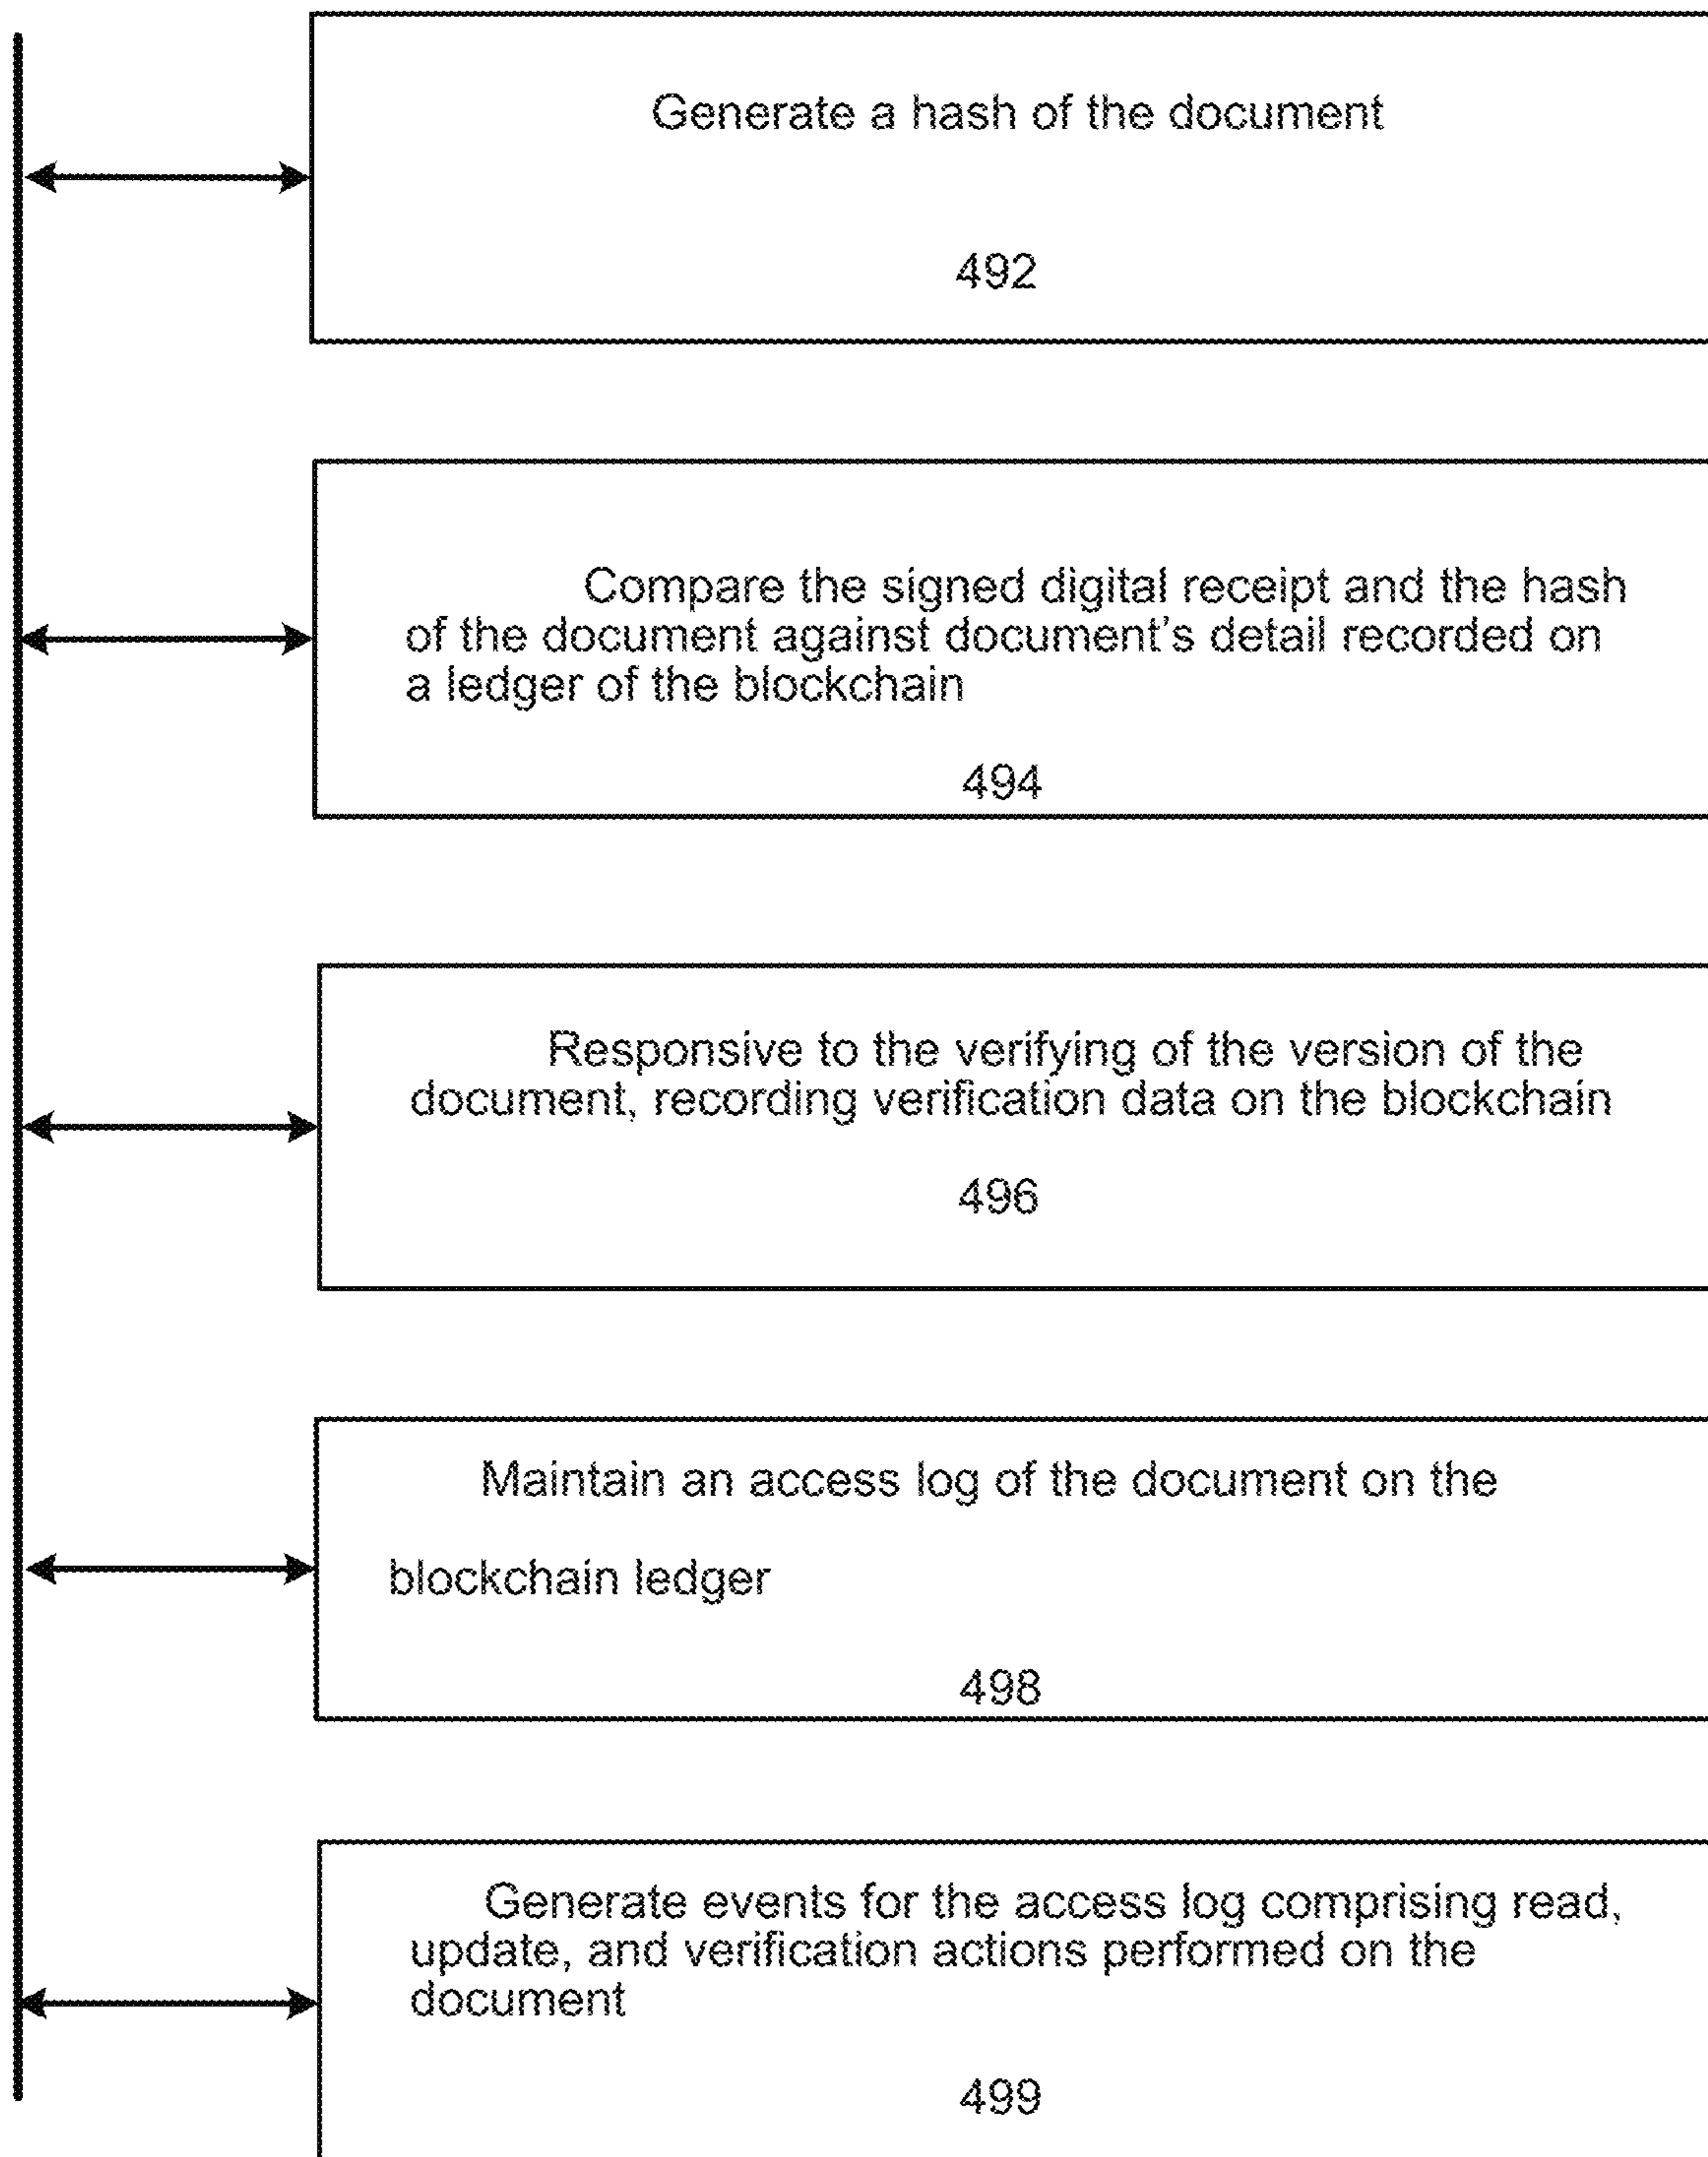 Generate a hash of the document
492
Compare the signed digital receipt and the hash
of the document against document's detail recorded on
a ledger of the blockchain
494
Responsive to the verifying of the version of the
document, recording verification data on the blockchain
496
Maintain an access log of the document on the
blockchain ledger
498
Generate events for the access log comprising read,
update, and verification actions performed on the
document
499